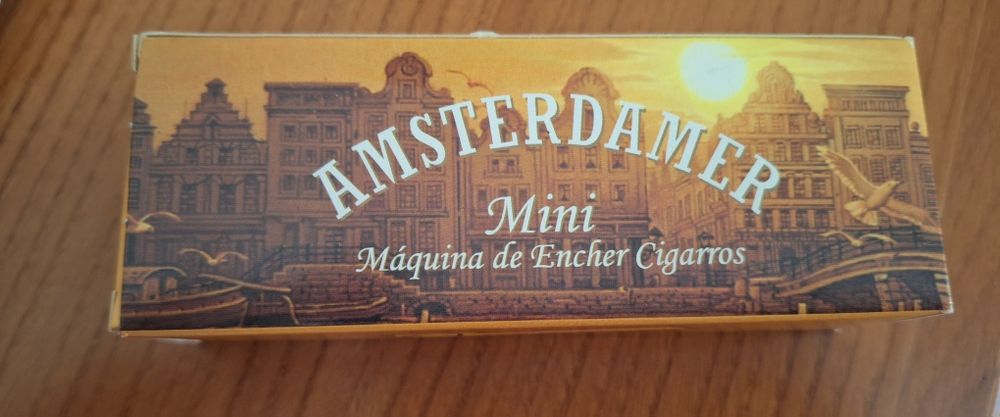 AMSTERDAMER
Mini
Máquina de Encher Cigarros